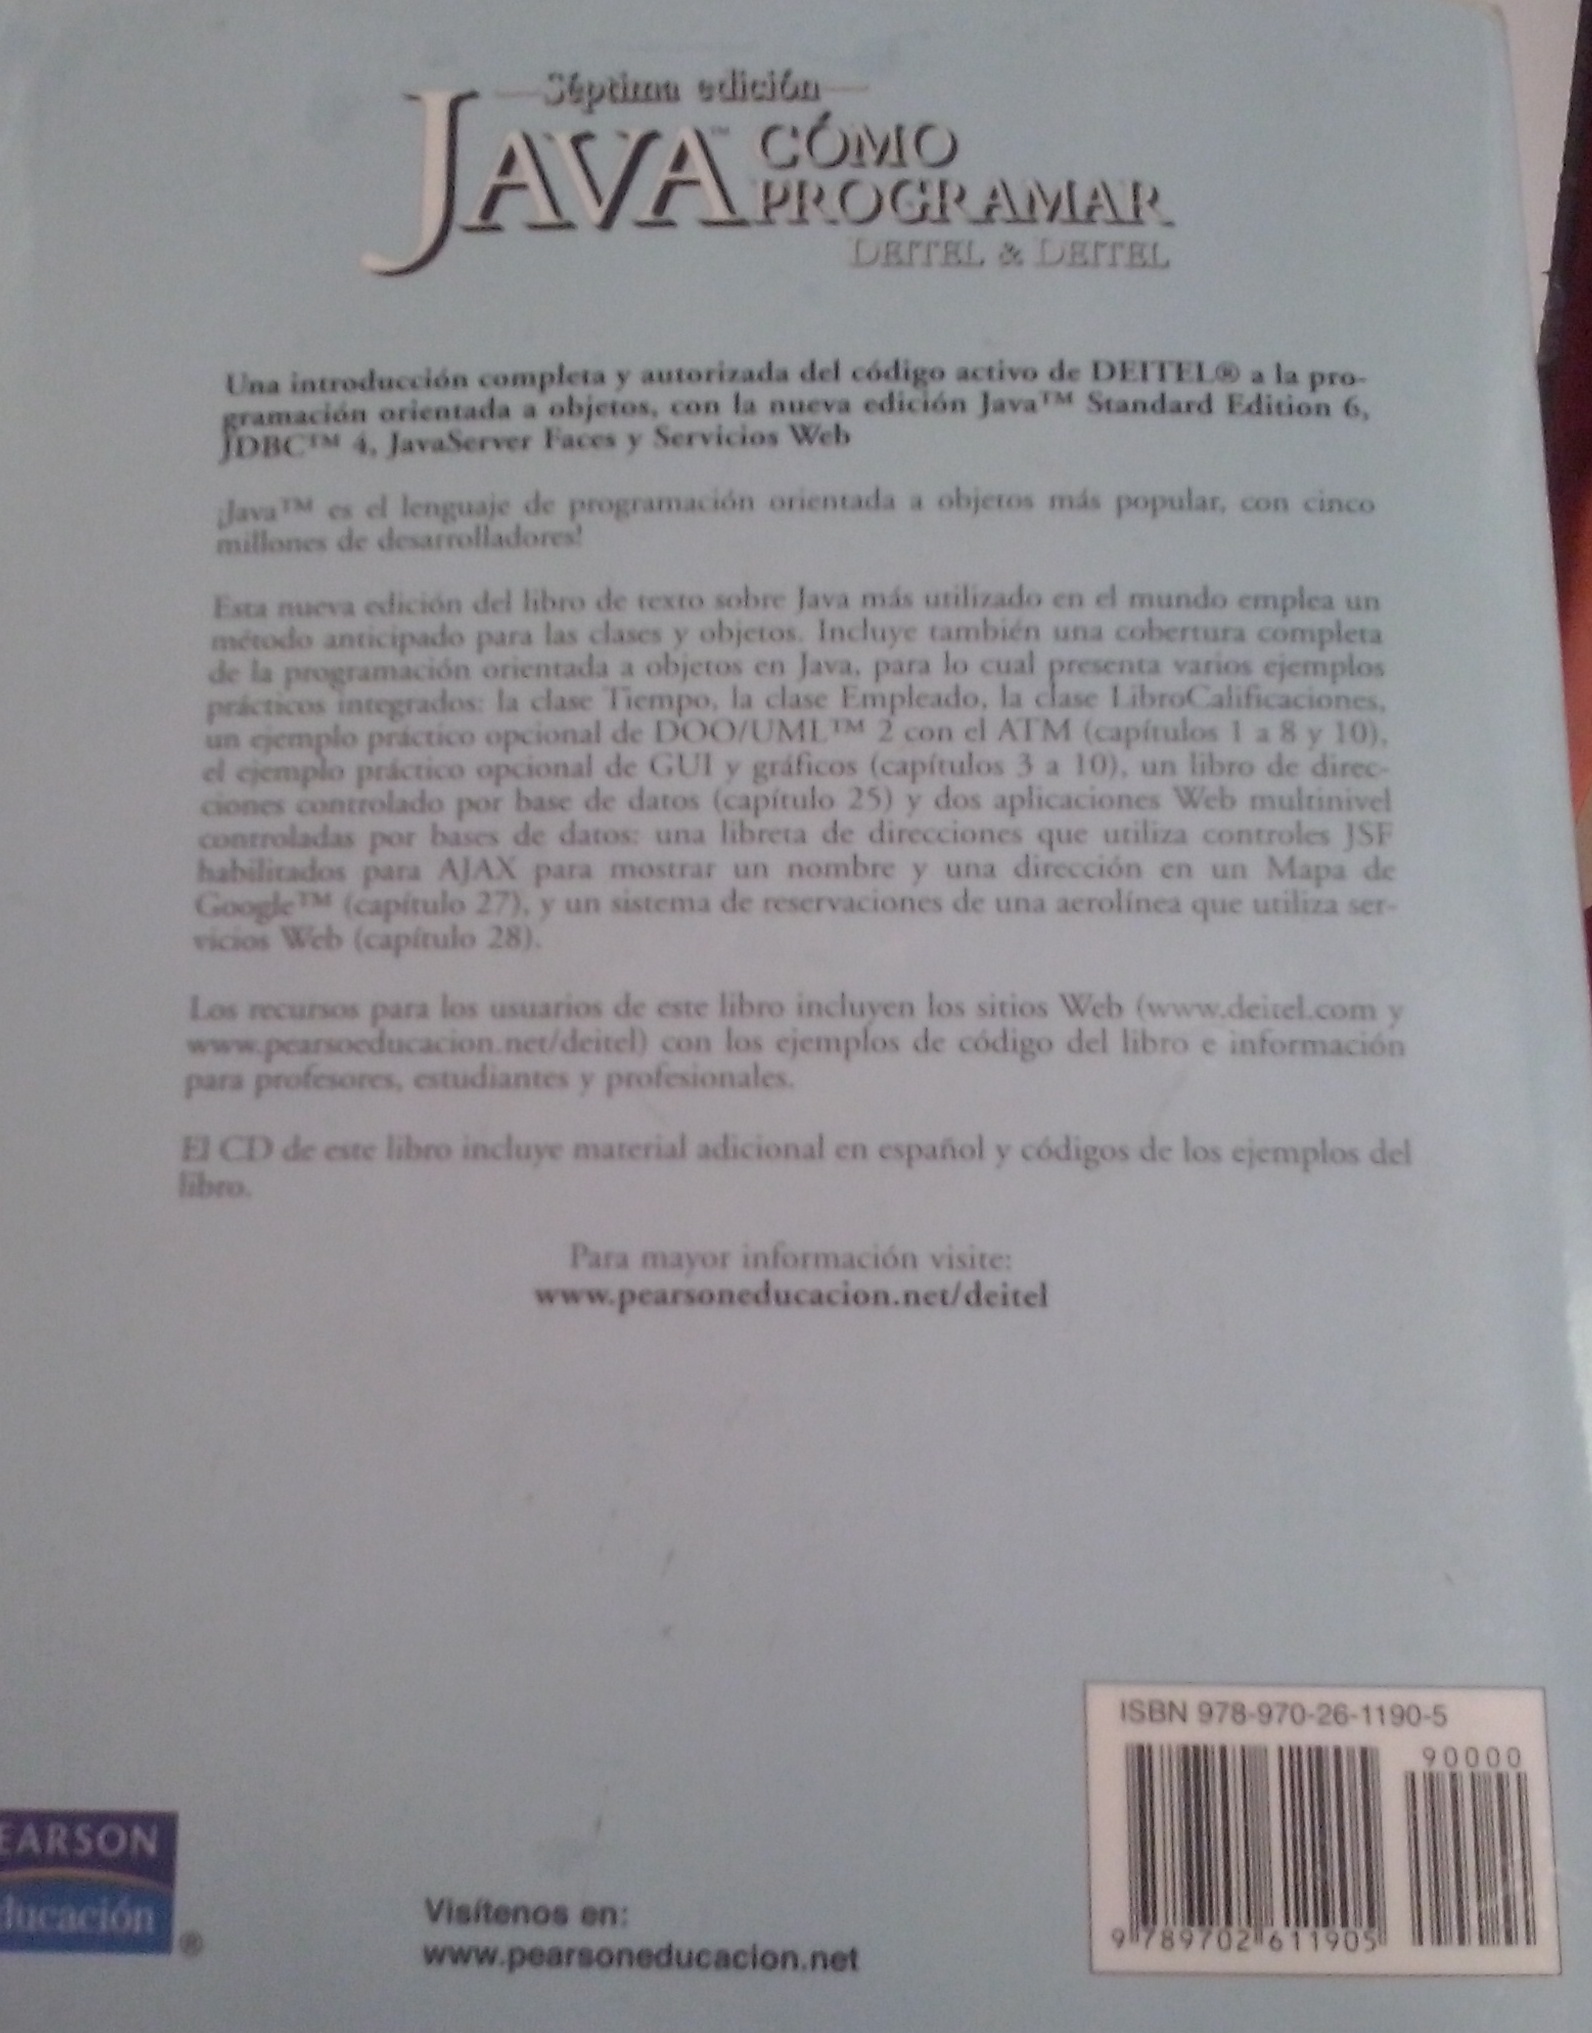 Séptima edición
JAVA™ CÓMO
PROGRAMAR
DEITEL & DEITEL
Una introducción completa y autorizada del código activo de DEITEL® a la pro-
gramación orientada a objetos, con la nueva edición Java™ Standard Edition 6,
JDBC™ 4, JavaServer Faces y Servicios Web
¡Java™ es el lenguaje de programación orientada a objetos más popular, con cinco
millones de desarrolladores!
Esta nueva edición del libro de texto sobre Java más utilizado en el mundo emplea un
método anticipado para las clases y objetos. Incluye también una cobertura completa
de la programación orientada a objetos en Java, para lo cual presenta varios ejemplos
prácticos integrados: la clase Tiempo, la clase Empleado, la clase LibroCalificaciones,
un ejemplo práctico opcional de DOO/UML™ 2 con el ATM (capítulos 1 a 8 y 10),
el ejemplo práctico opcional de GUI y gráficos (capítulos 3 a 10), un libro de direc-
ciones controlado por base de datos (capítulo 25) y dos aplicaciones Web multinivel
controladas por bases de datos: una libreta de direcciones que utiliza controles JSF
habilitados para AJAX para mostrar un nombre y una dirección en un Mapa de
Google™ (capítulo 27), y un sistema de reservaciones de una aerolínea que utiliza ser-
vicios Web (capítulo 28).
Los recursos para los usuarios de este libro incluyen los sitios Web (www.deitel.com y
www.pearsoeducacion.net/deitel) con los ejemplos de código del libro e información
para profesores, estudiantes y profesionales.
El CD de este libro incluye material adicional en español y códigos de los ejemplos del
libro.
Para mayor información visite:
www.pearsoneducacion.net/deitel
ISBN 978-970-26-1190-5
90000
9 789702 611905
EARSON
ducación
®
Visítenos en:
www.pearsoneducacion.net